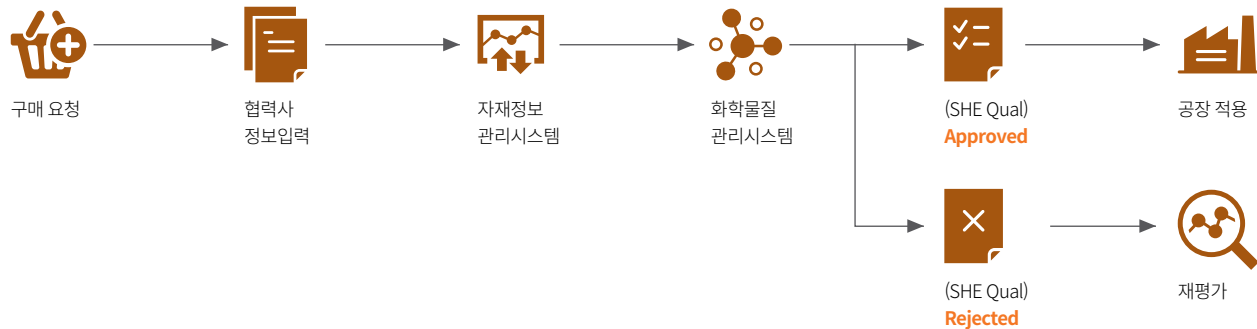 구매 요청
협력사
정보입력
자재정보
관리시스템
화학물질
관리시스템
(SHE Qual)
Approved
공장 적용
(SHE Qual)
Rejected
재평가